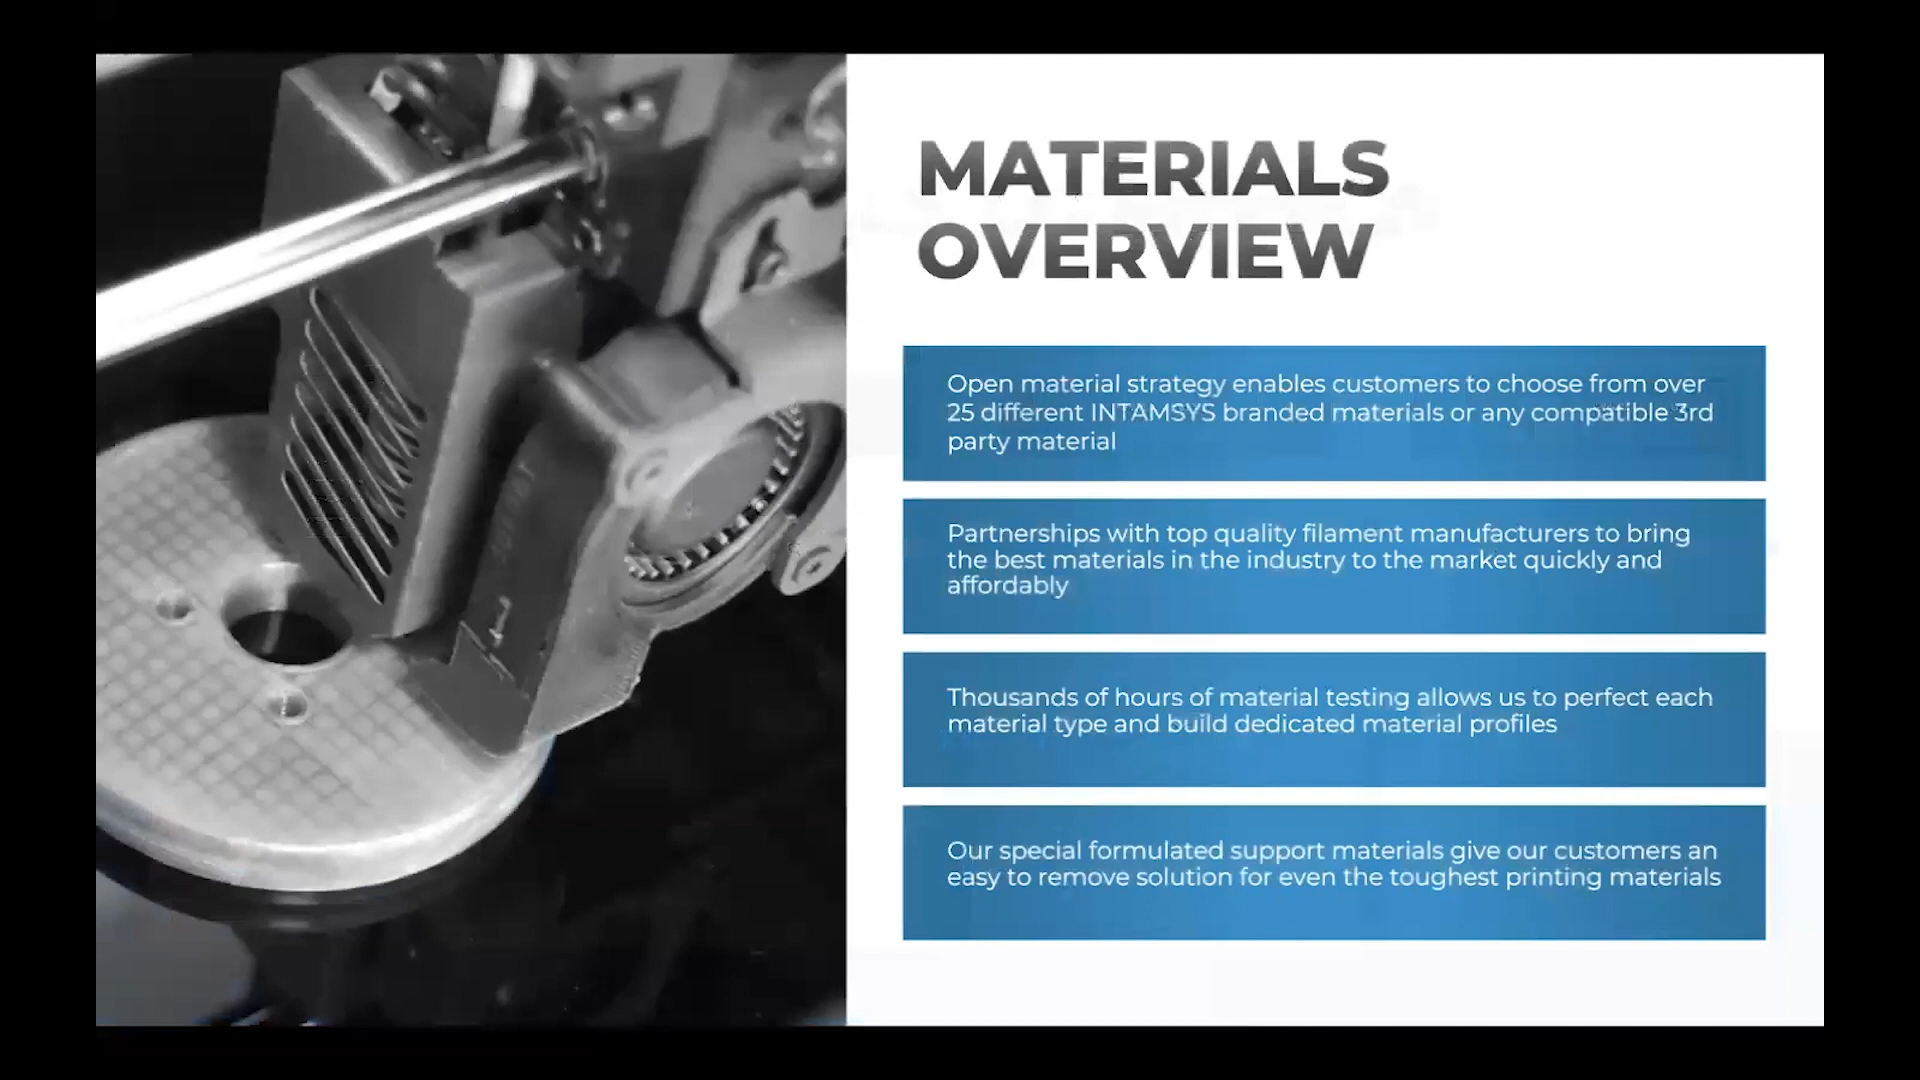 MATERIALS
OVERVIEW
Open material strategy enables customers to choose from over
25 different INTAMSYS branded materials or any compatible 3rd
party material
Partnerships with top quality filament manufacturers to bring
the best materials in the industry to the market quickly and
affordably
Thousands of hours of material testing allows us to perfect each
material type and build dedicated material profiles
Our special formulated support materials give our customers an
easy to remove solution for even the toughest printing materials